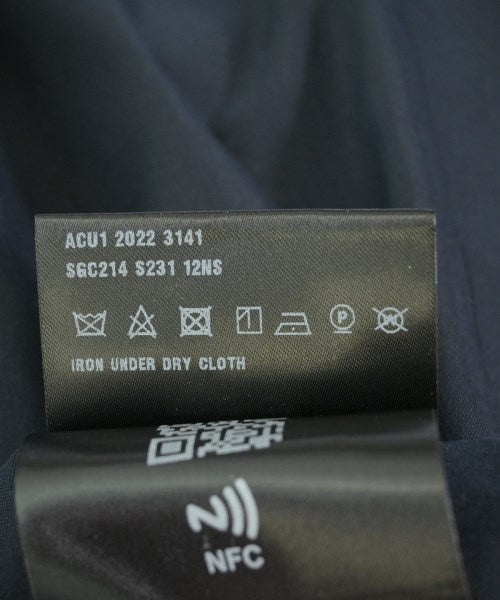 ACU1 2022 3141
SGC214 S231 12NS
P W
IRON UNDER DRY CLOTH
NFC